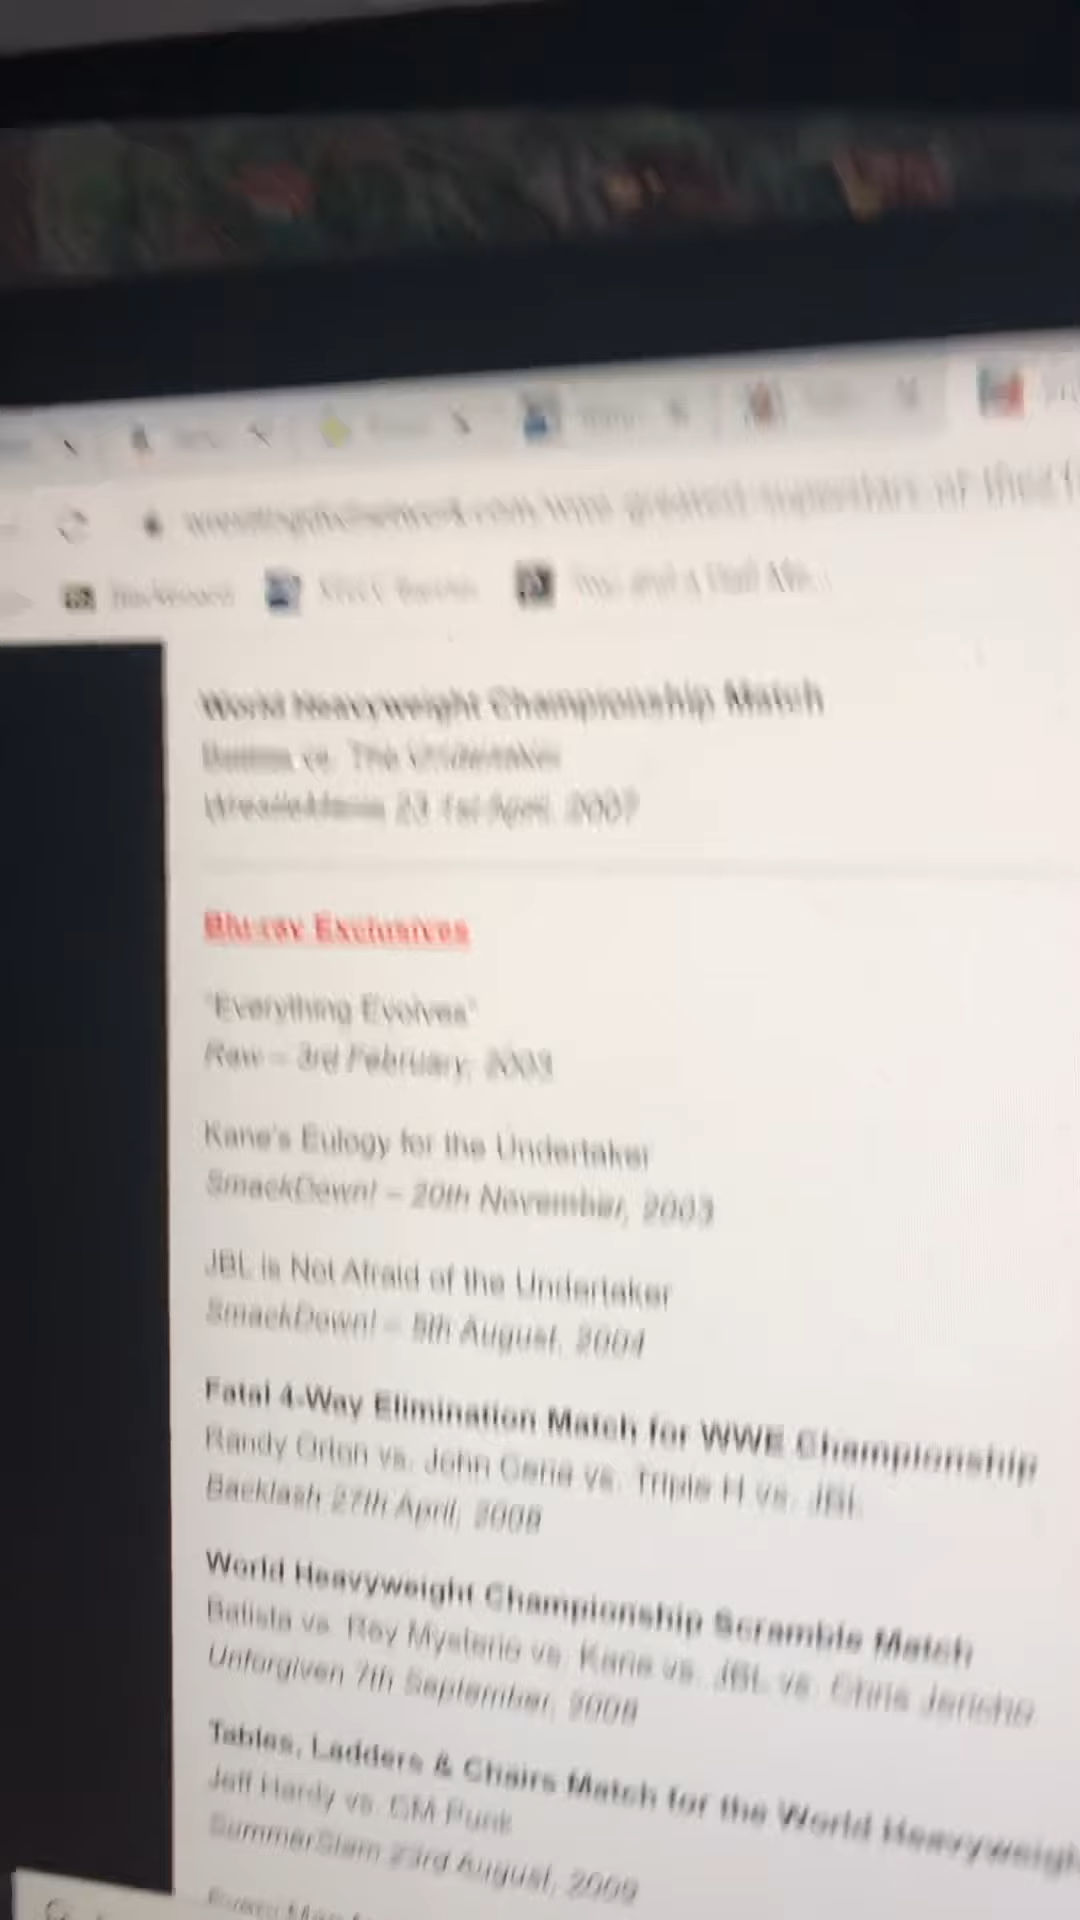 World Heavyweight Championship Match
Batista vs. The Undertaker
WrestleMania 23 1st April, 2007
Blu-ray Exclusives
"Everything Evolves"
Raw – 3rd February, 2003
Kane's Eulogy for the Undertaker
SmackDown! – 20th November, 2003
JBL is Not Afraid of the Undertaker
SmackDown! – 5th August, 2004
Fatal 4-Way Elimination Match for WWE Championship
Randy Orton vs. John Cena vs. Triple H vs. JBL
Backlash 27th April, 2008
World Heavyweight Championship Scramble Match
Batista vs. Rey Mysterio vs. Kane vs. JBL vs. Chris Jericho
Unforgiven 7th September, 2008
Tables, Ladders & Chairs Match for the World Heavyweigh
Jeff Hardy vs. CM Punk
SummerSlam 23rd August, 2009